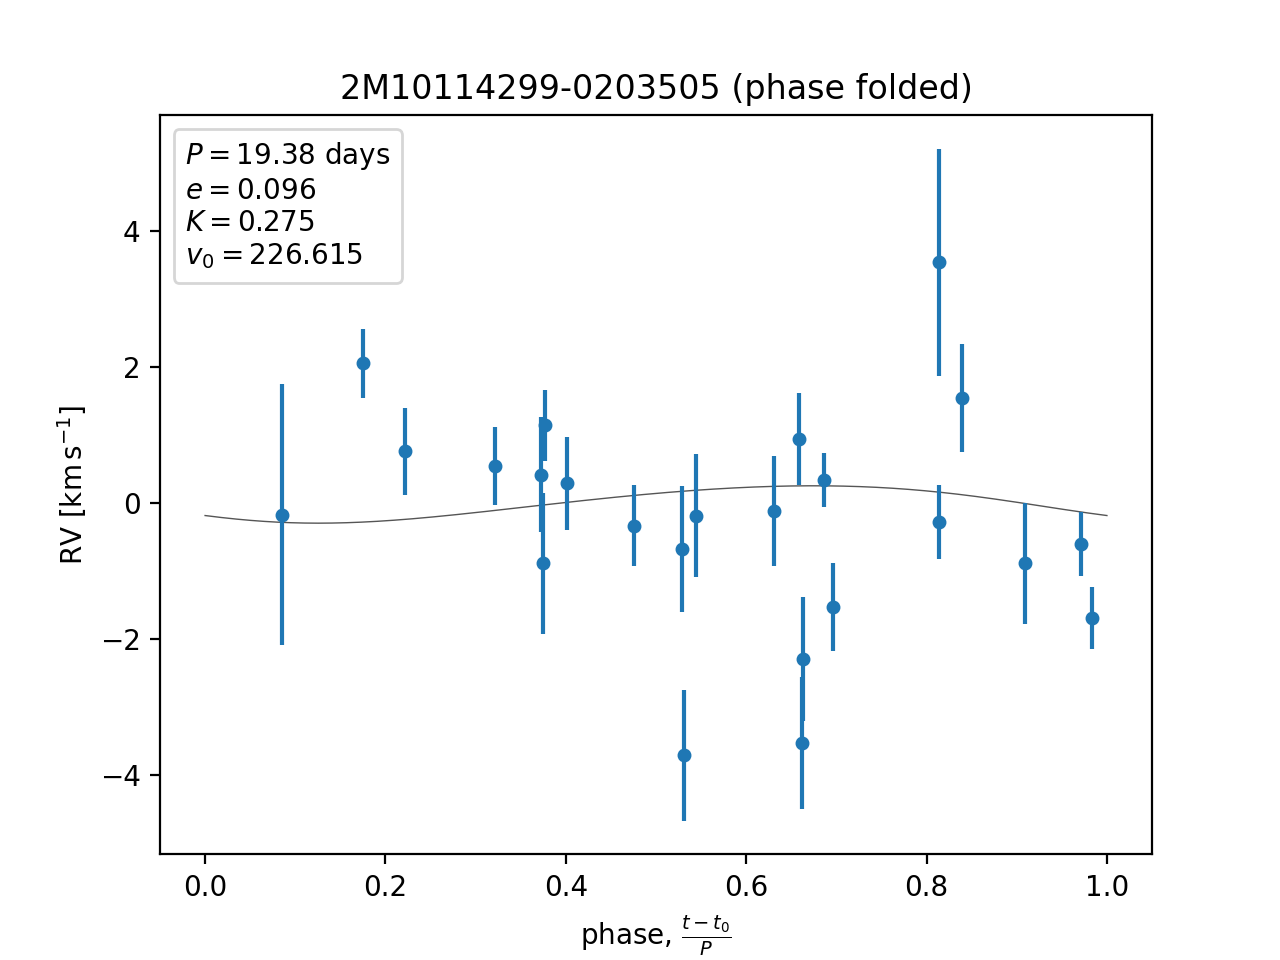 2M10114299-0203505 (phase folded)
P = 19.38 days
e = 0.096
K = 0.275
v₀ = 226.615
4
2
0
−2
−4
RV [km s⁻¹]
0.0 0.2 0.4 0.6 0.8 1.0
phase, (t − t₀)/P